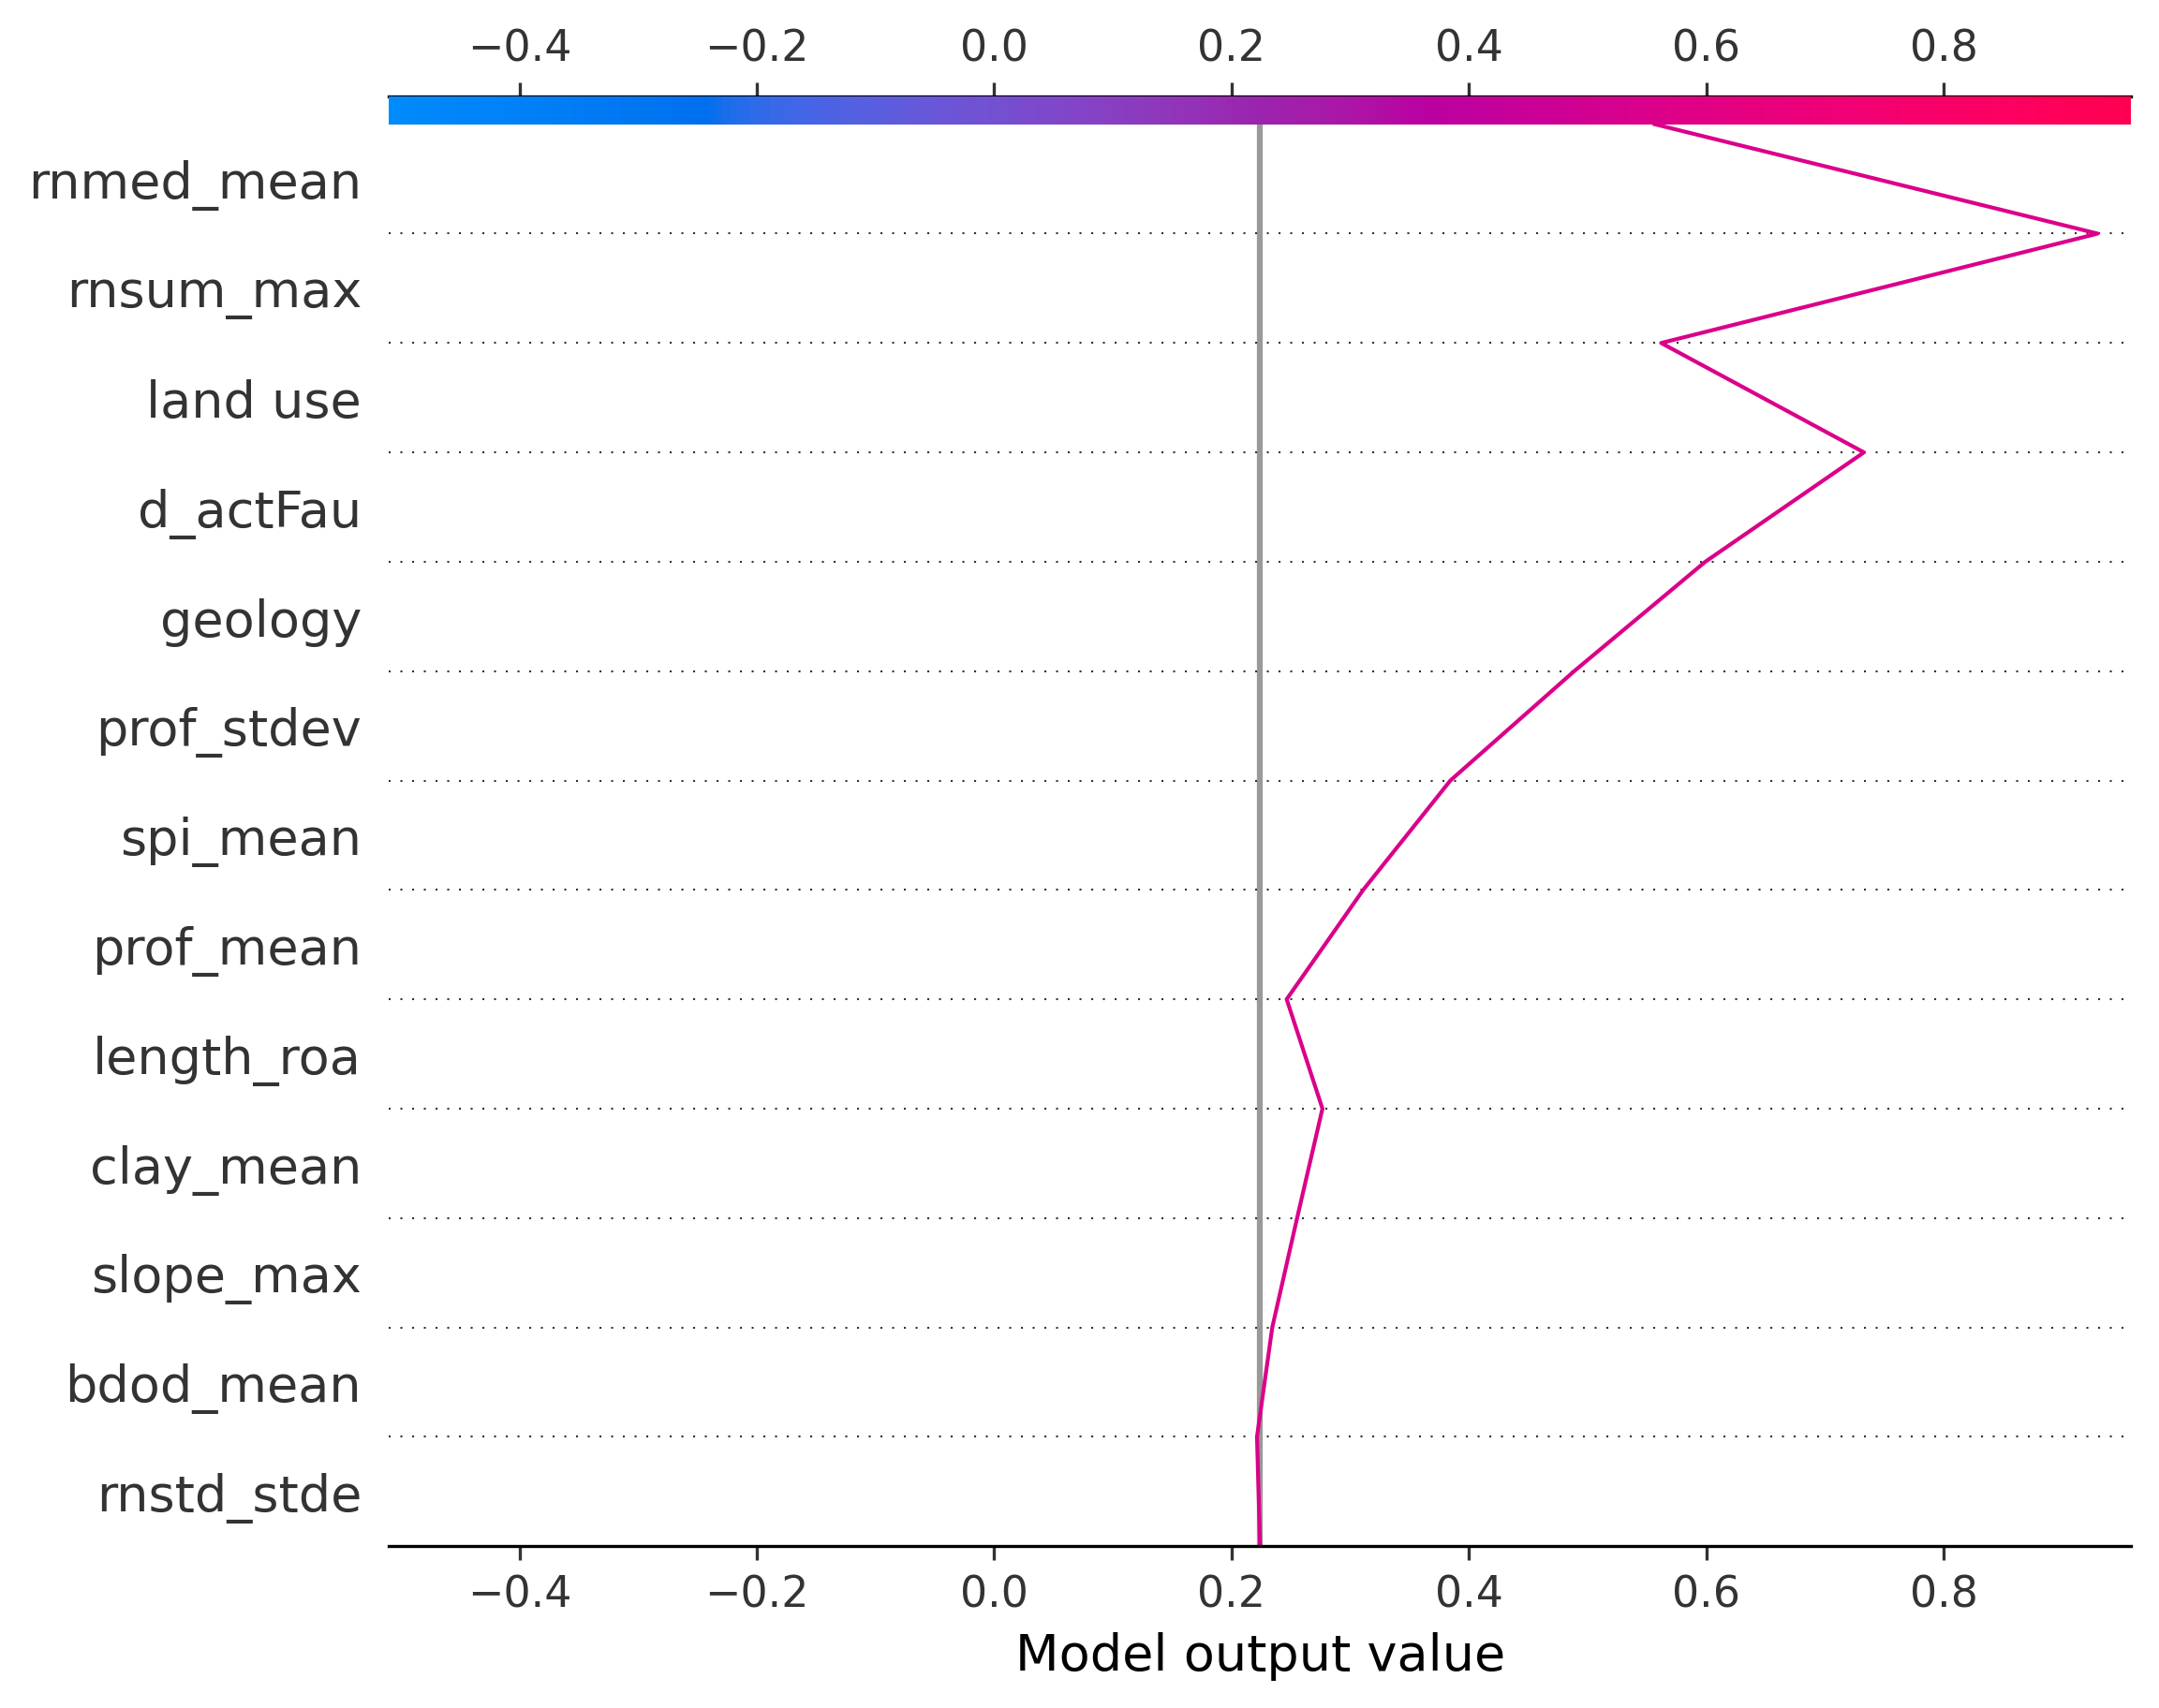 −0.4 −0.2 0.0 0.2 0.4 0.6 0.8
rnmed_mean
rnsum_max
land use
d_actFau
geology
prof_stdev
spi_mean
prof_mean
length_roa
clay_mean
slope_max
bdod_mean
rnstd_stde
−0.4 −0.2 0.0 0.2 0.4 0.6 0.8
Model output value